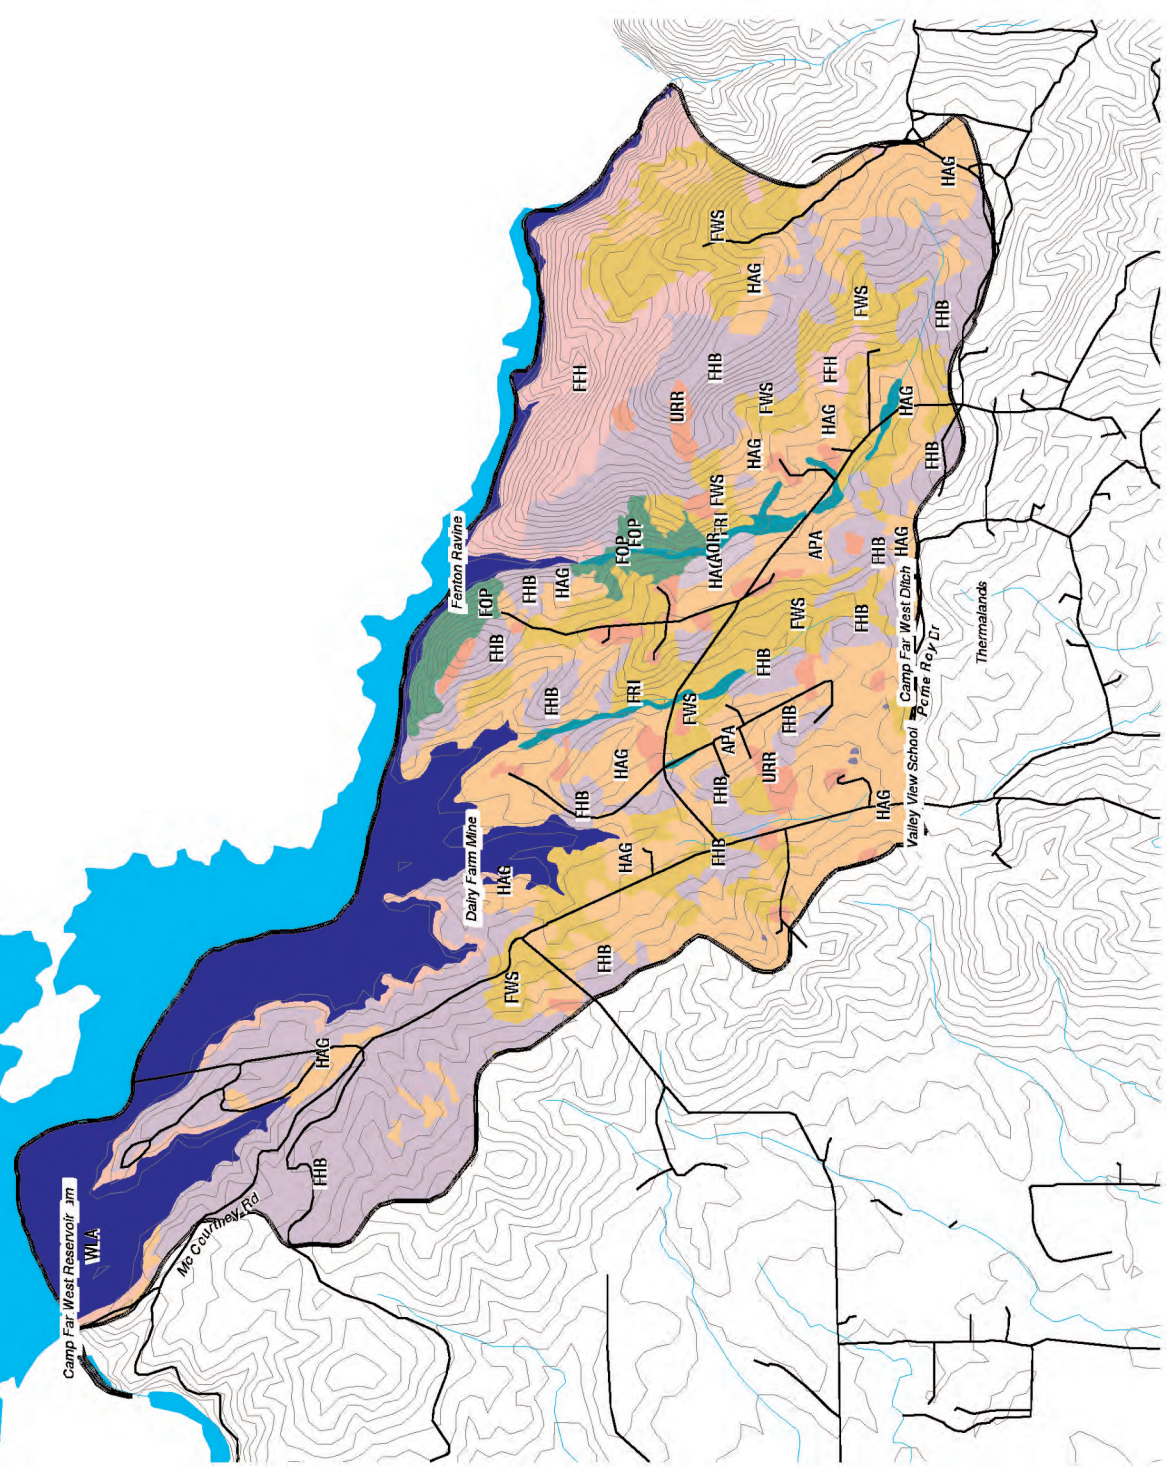 HAG
FWS
HAG
FWS
FHB
FFH
FHB
FFH
FWS
HAG
URR
HAG
HAG
FHB
FWS
FOP
FOP
AOR
APA
HAG
FHB
Fenton Ravine
HAG
FHB
FOP
FWS
FHB
Thermalands
Camp Far West Ditch
FHB
FHB
Pome Roy Dr
FRI
FHB
FWS
FHB
APA
HAG
URR
Valley View School
FHB
FHB
HAG
FHB
HAG
Dairy Farm Mine
HAG
FHB
FWS
HAG
FHB
Mc Courtney Rd
WLA
Camp Far West Reservoir